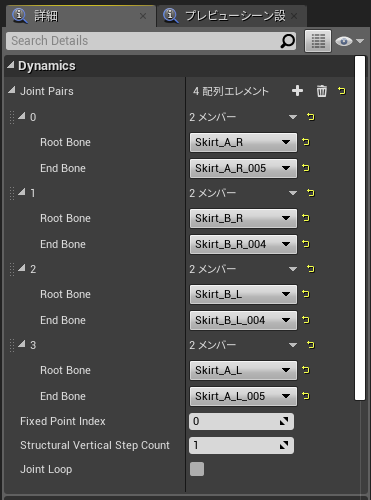 詳細
プレビューシーン設
Search Details
Dynamics
Joint Pairs 4 配列エレメント
0 2 メンバー
Root Bone Skirt_A_R
End Bone Skirt_A_R_005
1 2 メンバー
Root Bone Skirt_B_R
End Bone Skirt_B_R_004
2 2 メンバー
Root Bone Skirt_B_L
End Bone Skirt_B_L_004
3 2 メンバー
Root Bone Skirt_A_L
End Bone Skirt_A_L_005
Fixed Point Index 0
Structural Vertical Step Count 1
Joint Loop